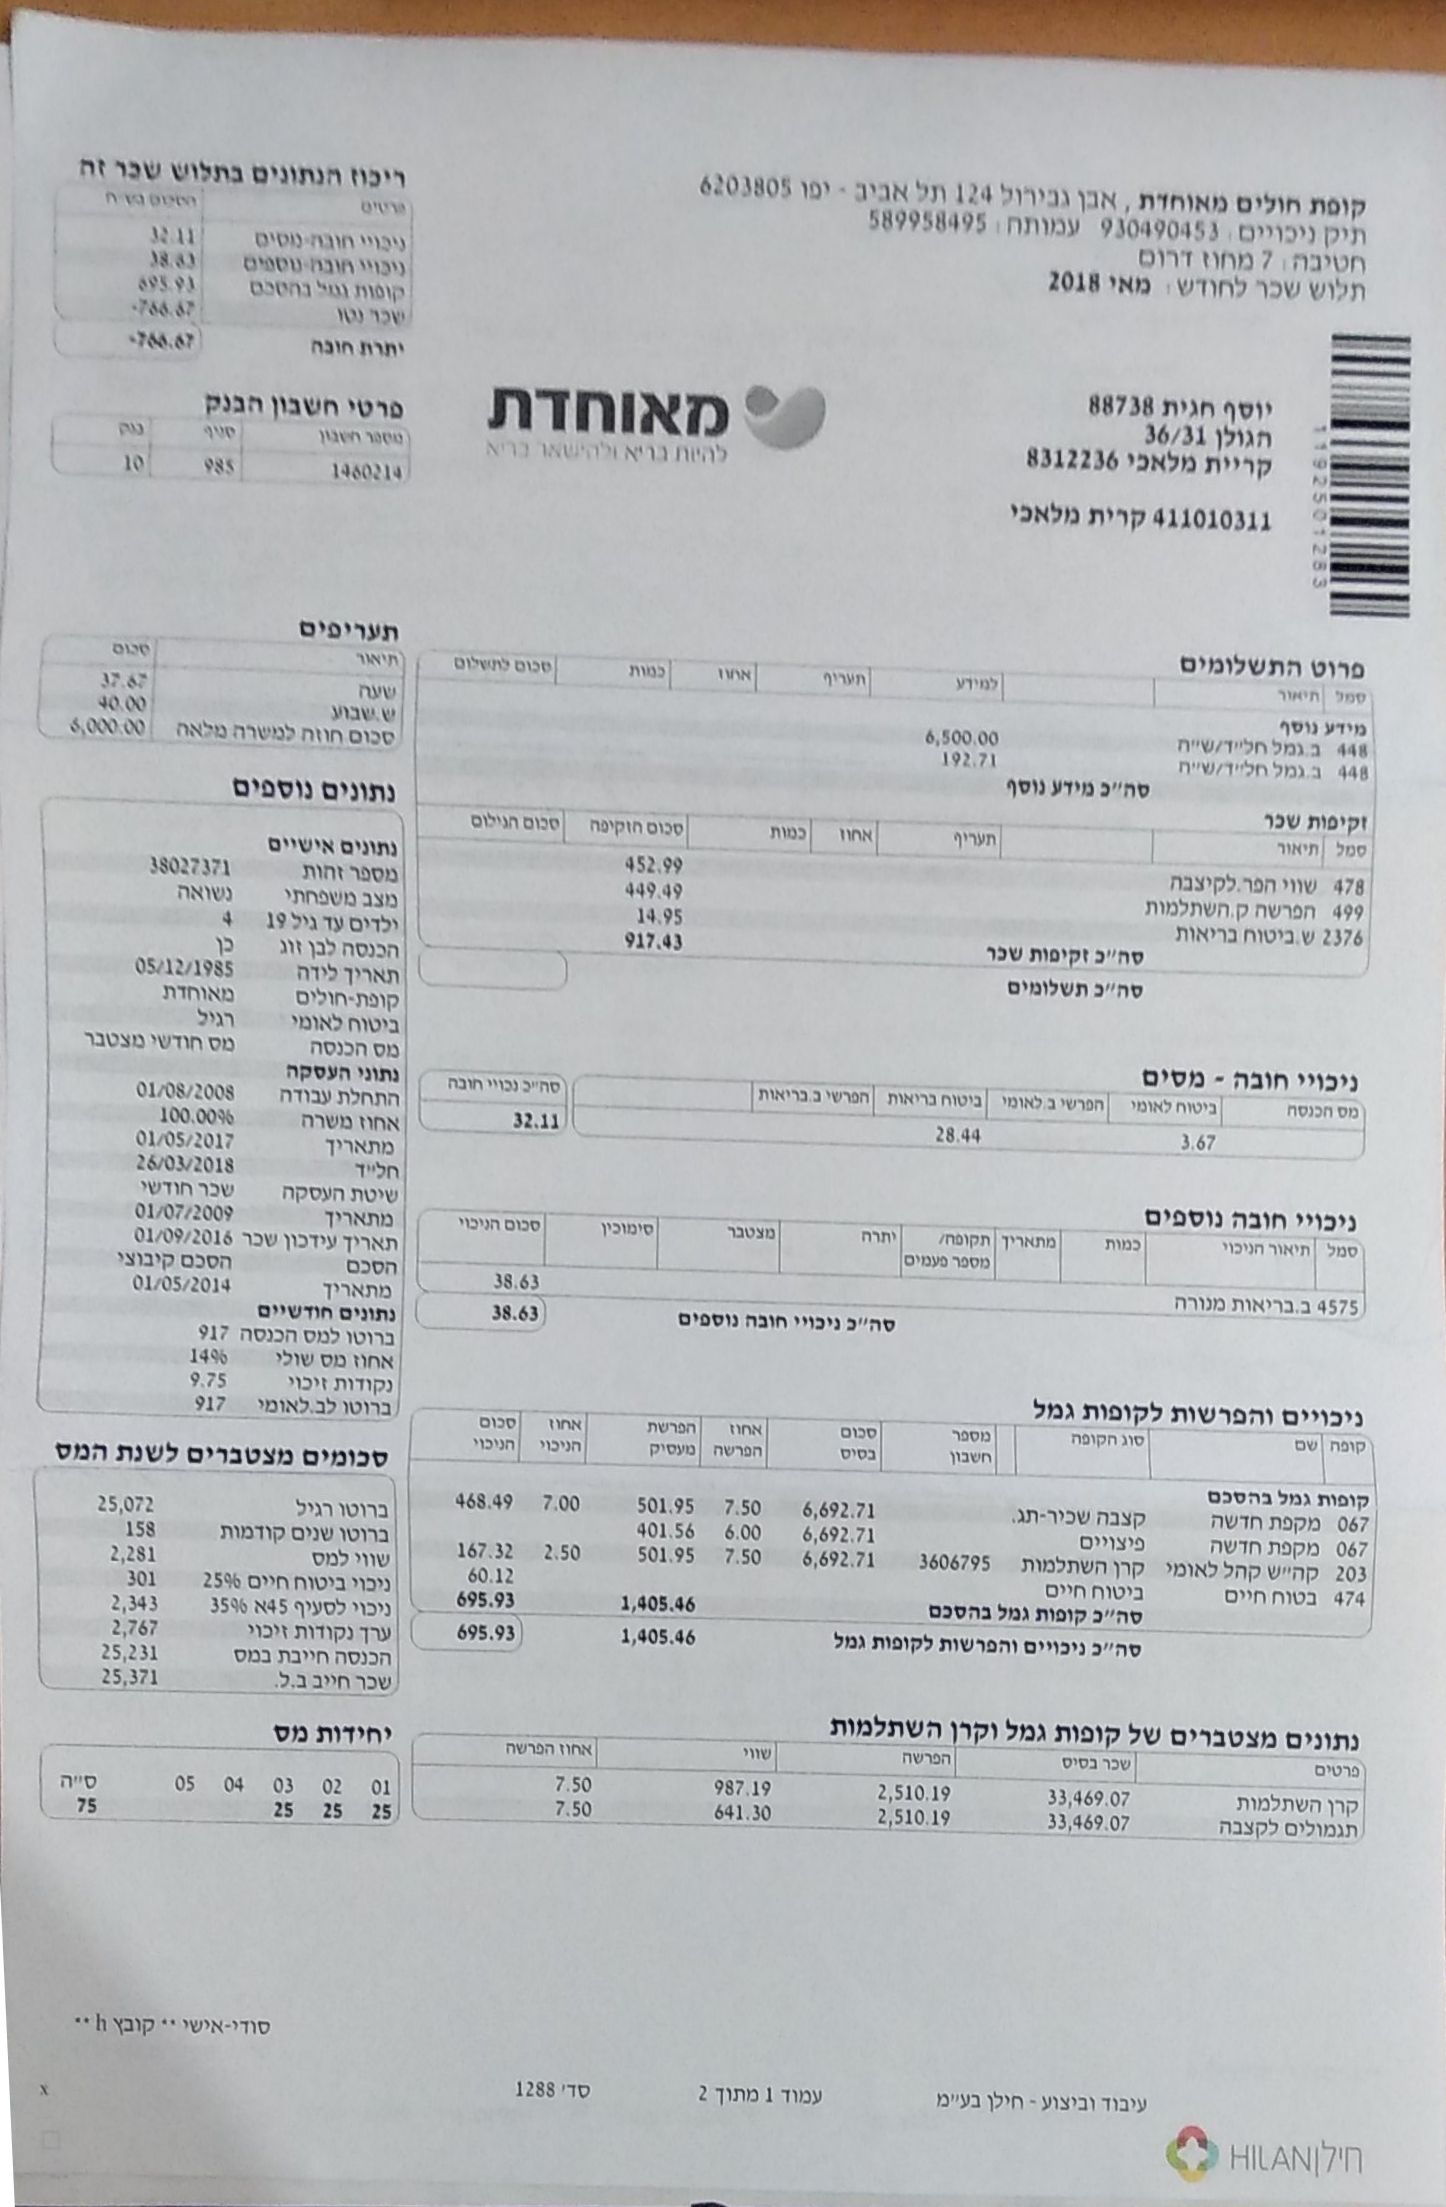 קופת חולים מאוחדת , אבן גבירול 124 תל אביב - יפו 6203805
תיק ניכויים : 930490453 עמותה : 589958495
חטיבה : 7 מחוז דרום
תלוש שכר לחודש : מאי 2018
ריכוז הנתונים בתלוש שכר זה
פרטים הסכום בש״ח
ניכויי חובה-מסים 32.11
ניכויי חובה-נוספים 38.63
קופות גמל בהסכם 695.93
שכר נטו 766.67-
יתרת חובה 766.67-
יוסף חגית 88738
הגולן 36/31
קריית מלאכי 8312236
411010311 קרית מלאכי
1192501283
מאוחדת
להיות בריא ולהישאר בריא
פרטי חשבון הבנק
מספר חשבון סניף בנק
1460214 985 10
פרוט התשלומים
סמל תיאור למידע תעריף אחוז כמות סכום לתשלום
מידע נוסף
448 ב.גמל חל״ד/ש״ח 6,500.00
448 ב.גמל חל״ד/ש״ח 192.71
סה״כ מידע נוסף
זקיפות שכר
סמל תיאור תעריף אחוז כמות סכום הזקיפה סכום הגילום
478 שווי הפר.לקיצבה 452.99
499 הפרשה ק.השתלמות 449.49
2376 ש.ביטוח בריאות 14.95
סה״כ זקיפות שכר 917.43
סה״כ תשלומים
ניכויי חובה - מסים
מס הכנסה ביטוח לאומי הפרשי ב.לאומי ביטוח בריאות הפרשי ב.בריאות סה״כ נכויי חובה
3.67 28.44 32.11
ניכויי חובה נוספים
סמל תיאור הניכוי כמות מתאריך תקופה/ יתרה מצטבר סימוכין סכום הניכוי
מספר פעמים
4575 ב.בריאות מנורה 38.63
סה״כ ניכויי חובה נוספים 38.63
ניכויים והפרשות לקופות גמל
קופה שם סוג הקופה מספר סכום אחוז הפרשת אחוז סכום
חשבון בסיס הפרשה מעסיק הניכוי הניכוי
קופות גמל בהסכם
067 מקפת חדשה קצבה שכיר-תג. 6,692.71 7.50 501.95 7.00 468.49
067 מקפת חדשה פיצויים 6,692.71 6.00 401.56
203 קה״ש קהל לאומי קרן השתלמות 3606795 6,692.71 7.50 501.95 2.50 167.32
474 בטוח חיים ביטוח חיים 60.12
סה״כ קופות גמל בהסכם 1,405.46 695.93
סה״כ ניכויים והפרשות לקופות גמל 1,405.46 695.93
נתונים מצטברים של קופות גמל וקרן השתלמות
פרטים שכר בסיס הפרשה שווי אחוז הפרשה
קרן השתלמות 33,469.07 2,510.19 987.19 7.50
תגמולים לקצבה 33,469.07 2,510.19 641.30 7.50
תעריפים
תיאור סכום
שעה 37.67
ש.שבוע 40.00
סכום חוזה למשרה מלאה 6,000.00
נתונים נוספים
נתונים אישיים
מספר זהות 38027371
מצב משפחתי נשואה
ילדים עד גיל 19 4
הכנסה לבן זוג כן
תאריך לידה 05/12/1985
קופת-חולים מאוחדת
ביטוח לאומי רגיל
מס הכנסה מס חודשי מצטבר
נתוני העסקה
התחלת עבודה 01/08/2008
אחוז משרה 100.00%
מתאריך 01/05/2017
חל״ד 26/03/2018
שיטת העסקה שכר חודשי
מתאריך 01/07/2009
תאריך עידכון שכר 01/09/2016
הסכם הסכם קיבוצי
מתאריך 01/05/2014
נתונים חודשיים
ברוטו למס הכנסה 917
אחוז מס שולי 14%
נקודות זיכוי 9.75
ברוטו לב.לאומי 917
סכומים מצטברים לשנת המס
ברוטו רגיל 25,072
ברוטו שנים קודמות 158
שווי למס 2,281
ניכוי ביטוח חיים 25% 301
ניכוי לסעיף 45א 35% 2,343
ערך נקודות זיכוי 2,767
הכנסה חייבת במס 25,231
שכר חייב ב.ל. 25,371
יחידות מס
01 02 03 04 05 ס״ה
25 25 25 75
סודי-אישי ** קובץ h **
עיבוד וביצוע - חילן בע״מ עמוד 1 מתוך 2 סד׳ 1288 x
חילן|HILAN